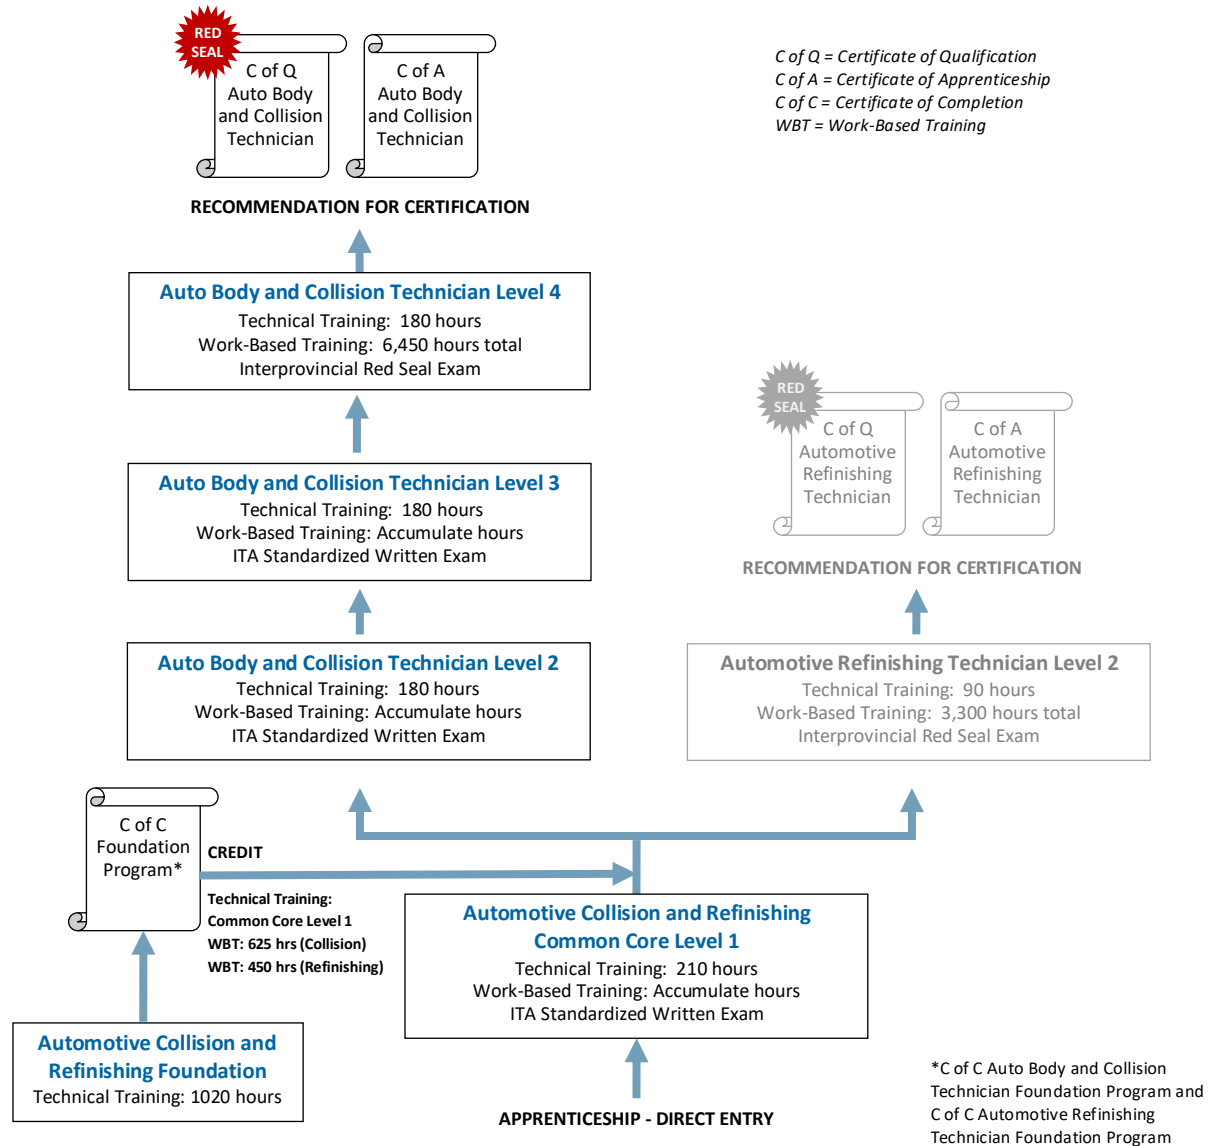 RED
SEAL
C of Q
Auto Body
and Collision
Technician
C of A
Auto Body
and Collision
Technician
C of Q = Certificate of Qualification
C of A = Certificate of Apprenticeship
C of C = Certificate of Completion
WBT = Work-Based Training
RECOMMENDATION FOR CERTIFICATION
Auto Body and Collision Technician Level 4
Technical Training:  180 hours
Work-Based Training:  6,450 hours total
Interprovincial Red Seal Exam
RED
SEAL
C of Q
Automotive
Refinishing
Technician
C of A
Automotive
Refinishing
Technician
RECOMMENDATION FOR CERTIFICATION
Auto Body and Collision Technician Level 3
Technical Training:  180 hours
Work-Based Training: Accumulate hours
ITA Standardized Written Exam
Auto Body and Collision Technician Level 2
Technical Training:  180 hours
Work-Based Training: Accumulate hours
ITA Standardized Written Exam
Automotive Refinishing Technician Level 2
Technical Training:  90 hours
Work-Based Training:  3,300 hours total
Interprovincial Red Seal Exam
C of C
Foundation
Program*
CREDIT
Technical Training:
Common Core Level 1
WBT: 625 hrs (Collision)
WBT: 450 hrs (Refinishing)
Automotive Collision and Refinishing
Common Core Level 1
Technical Training:  210 hours
Work-Based Training: Accumulate hours
ITA Standardized Written Exam
Automotive Collision and
Refinishing Foundation
Technical Training: 1020 hours
APPRENTICESHIP - DIRECT ENTRY
*C of C Auto Body and Collision
Technician Foundation Program and
C of C Automotive Refinishing
Technician Foundation Program